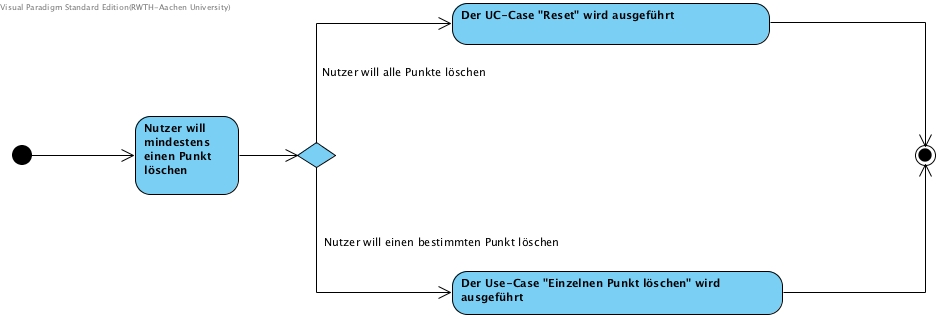 Visual Paradigm Standard Edition(RWTH-Aachen University)
Der UC-Case "Reset" wird ausgeführt
Nutzer will alle Punkte löschen
Nutzer will
mindestens
einen Punkt
löschen
Nutzer will einen bestimmten Punkt löschen
Der Use-Case "Einzelnen Punkt löschen" wird
ausgeführt